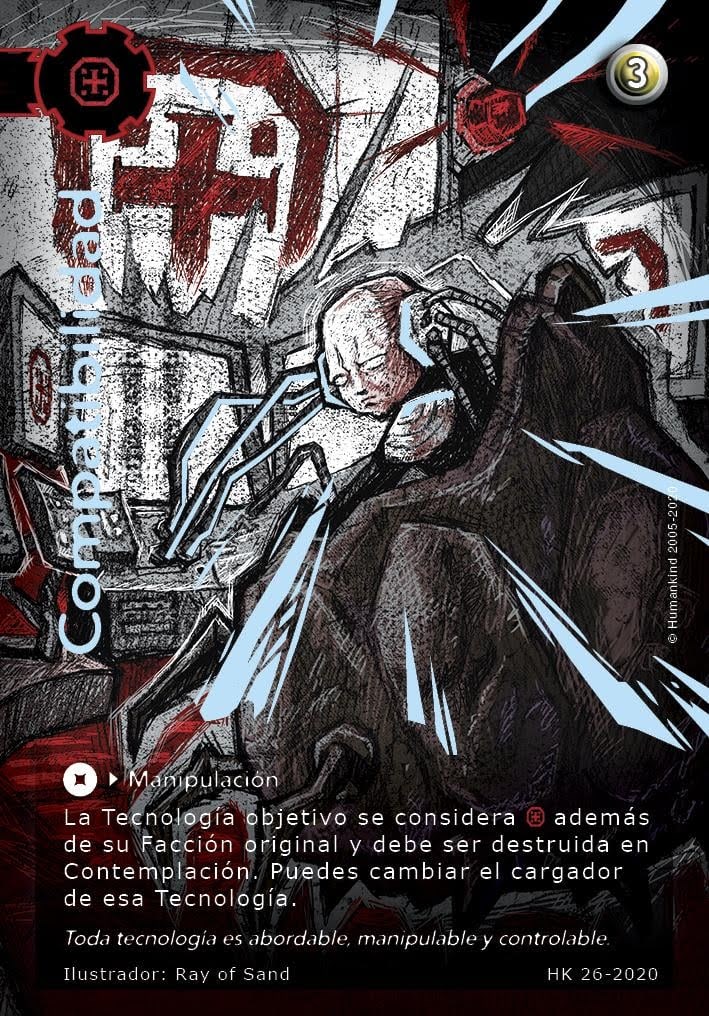 3
Compatibilidad
© Humankind 2005-2020
Manipulación
La Tecnología objetivo se considera además
de su Facción original y debe ser destruida en
Contemplación. Puedes cambiar el cargador
de esa Tecnología.
Toda tecnología es abordable, manipulable y controlable.
Ilustrador: Ray of Sand HK 26-2020